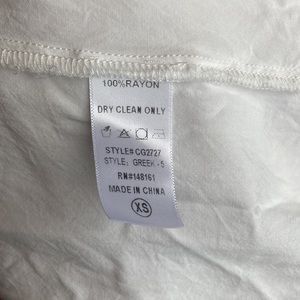 100%RAYON
DRY CLEAN ONLY
STYLE# CG2727
STYLE: GREEK - 5
RN#148161
MADE IN CHINA
XS